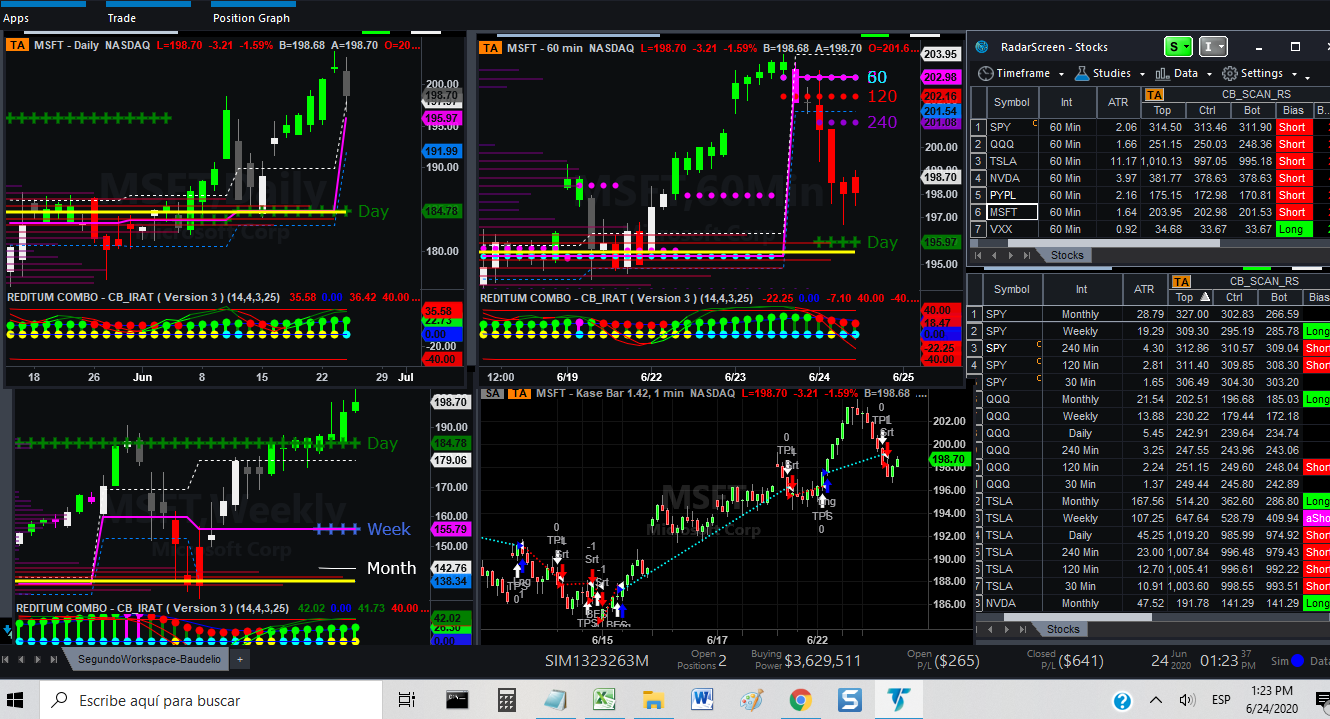 Apps Trade Position Graph
TA MSFT - Daily NASDAQ L=198.70 -3.21 -1.59% B=198.68 A=198.70 O=20...
200.00
198.70
195.97
195.00
191.99
190.00
184.78
180.00
MSFT, Daily
Microsoft Corp
Day
REDITUM COMBO - CB_IRAT ( Version 3 ) (14,4,3,25) 35.58 0.00 36.42 40.00 ...
35.58
22.73
0.00
-20.00
-40.00
18 26 Jun 8 15 22 29 Jul
TA MSFT - 60 min NASDAQ L=198.70 -3.21 -1.59% B=198.68 A=198.70 O=201.6...
203.95
202.98
202.16
201.54
201.08
200.00
198.70
198.00
197.00
195.97
195.00
60
120
240
Day
REDITUM COMBO - CB_IRAT ( Version 3 ) (14,4,3,25) -22.25 0.00 -7.10 40.00 -40....
40.00
18.47
0.00
-22.25
-40.00
12:00 6/19 6/22 6/23 6/24 6/25
198.70
190.00
184.78
179.06
170.00
160.00
155.79
150.00
142.76
138.34
Day
Week
Month
Microsoft Corp
REDITUM COMBO - CB_IRAT ( Version 3 ) (14,4,3,25) 42.02 0.00 41.73 40.00 ...
42.02
0.00
SA TA MSFT - Kase Bar 1.42, 1 min NASDAQ L=198.70 -3.21 -1.59% B=198.68 ....
202.00
200.00
198.70
198.00
196.00
194.00
192.00
190.00
188.00
186.00
Microsoft Corp
6/15 6/17 6/22
RadarScreen - Stocks S I
Timeframe Studies Data Settings
Symbol Int ATR TA CB_SCAN_RS
Top Ctrl Bot Bias B...
1 SPY 60 Min 2.06 314.50 313.46 311.90 Short
2 QQQ 60 Min 1.66 251.15 250.03 248.36 Short
3 TSLA 60 Min 11.17 1,010.13 997.05 995.18 Short
4 NVDA 60 Min 3.97 381.77 378.63 378.63 Short
5 PYPL 60 Min 2.16 175.15 172.98 170.81 Short
6 MSFT 60 Min 1.64 203.95 202.98 201.53 Short
7 VXX 60 Min 0.92 34.68 33.67 33.67 Long
Stocks
Symbol Int ATR TA CB_SCAN_RS
Top Ctrl Bot Bias
1 SPY Monthly 28.79 327.00 302.83 266.59
2 SPY Weekly 19.29 309.30 295.19 285.78 Long
3 SPY 240 Min 4.30 312.86 310.57 309.04 Shor
4 SPY 120 Min 2.81 311.40 309.85 308.30 Shor
SPY 30 Min 1.65 306.49 304.30 303.20
QQQ Monthly 21.54 202.51 196.68 185.03 Long
QQQ Weekly 13.88 230.22 179.44 172.18
QQQ Daily 5.45 242.91 239.64 234.74
QQQ 240 Min 3.25 247.55 243.96 243.06
QQQ 120 Min 2.24 251.15 249.60 248.04 Shor
QQQ 30 Min 1.37 249.44 245.80 242.89
TSLA Monthly 167.56 514.20 362.60 286.80 Long
TSLA Weekly 107.25 647.64 528.79 409.94 aSho
TSLA Daily 45.25 1,019.20 985.99 974.92 Shor
TSLA 240 Min 23.00 1,007.84 996.48 979.43 Shor
TSLA 120 Min 12.70 1,005.41 996.61 992.22 Shor
TSLA 30 Min 10.91 1,003.60 998.55 993.51 Shor
NVDA Monthly 47.52 191.78 141.29 141.29 Long
Stocks
SegundoWorkspace-Baudelio +
SIM1323263M Open Positions 2 Buying Power $3,629,511 Open P/L ($265) Closed P/L ($641) 24 Jun 2020 01:23 37 PM Sim Data
Escribe aquí para buscar
ESP
1:23 PM
6/24/2020